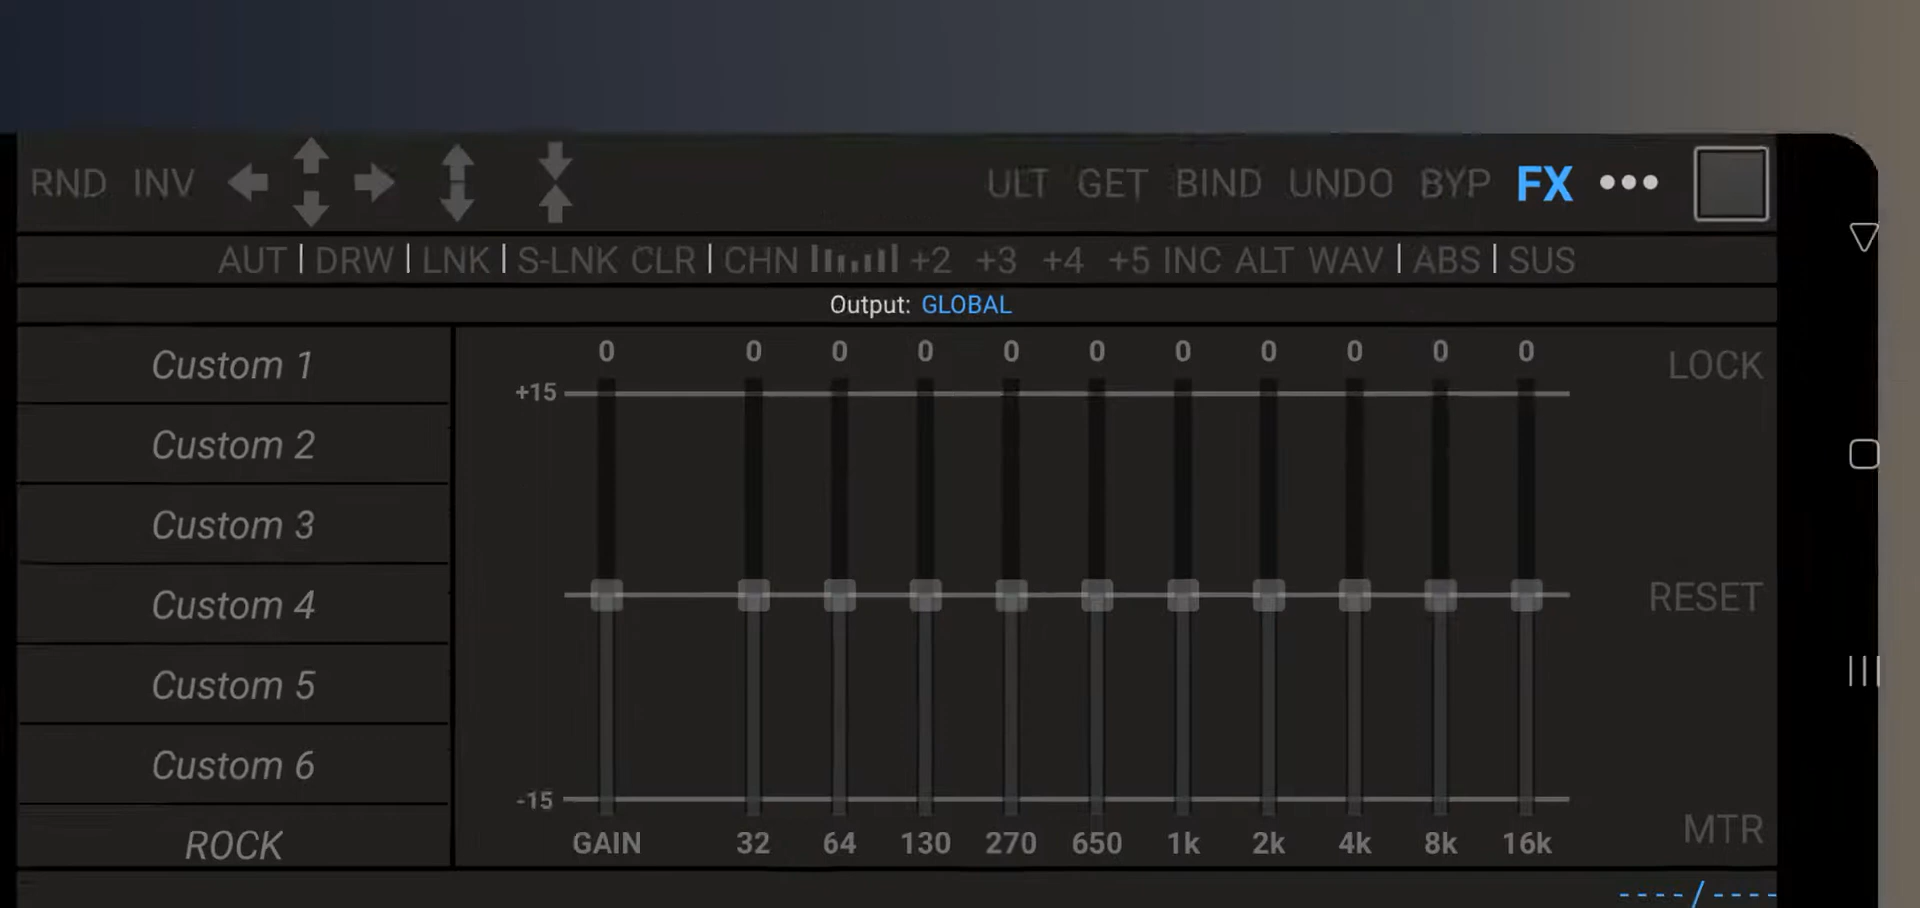 RND INV ULT GET BIND UNDO BYP FX •••
AUT | DRW | LNK | S-LNK CLR | CHN +2 +3 +4 +5 INC ALT WAV | ABS | SUS
Output: GLOBAL
Custom 1
Custom 2
Custom 3
Custom 4
Custom 5
Custom 6
ROCK
0 0 0 0 0 0 0 0 0 0 0
+15
-15
GAIN 32 64 130 270 650 1k 2k 4k 8k 16k
LOCK
RESET
MTR
----/----